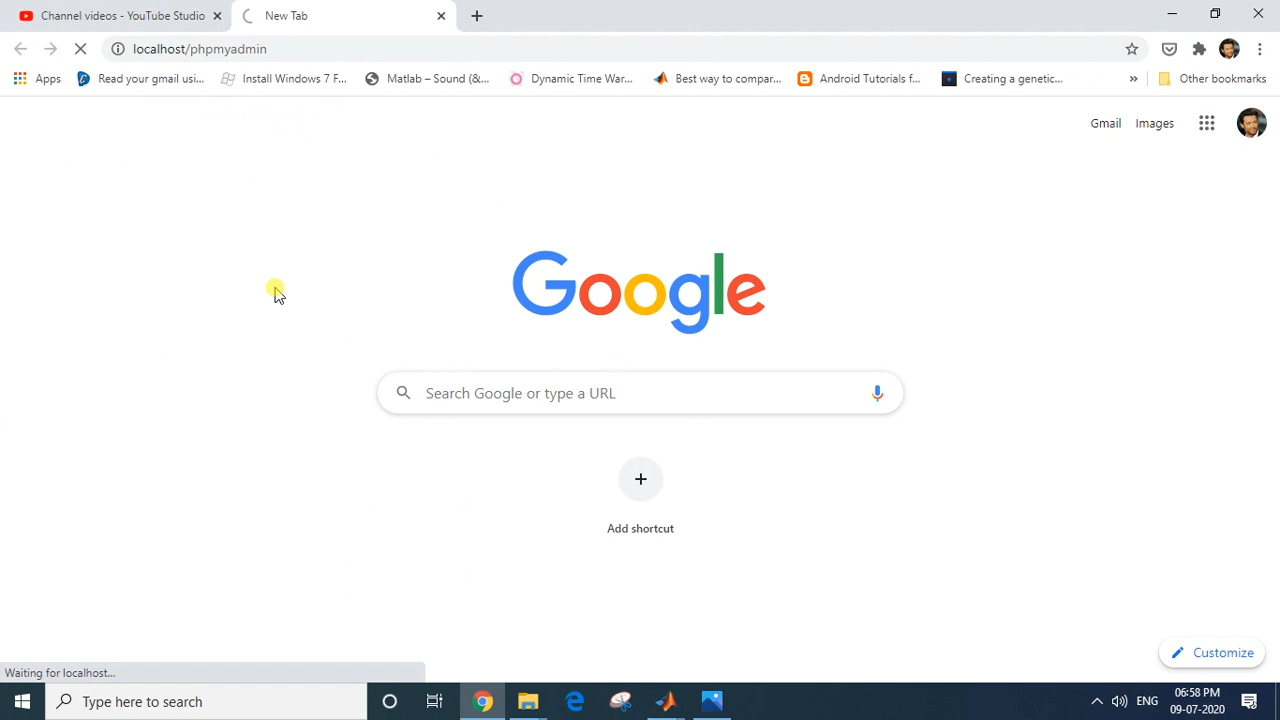 Channel videos - YouTube Studio
New Tab
localhost/phpmyadmin
Apps
Read your gmail usi...
Install Windows 7 F...
Matlab – Sound (&...
Dynamic Time War...
Best way to compar...
Android Tutorials f...
Creating a genetic...
»
Other bookmarks
Gmail
Images
Google
Search Google or type a URL
Add shortcut
Customize
Waiting for localhost...
Type here to search
ENG
06:58 PM
09-07-2020